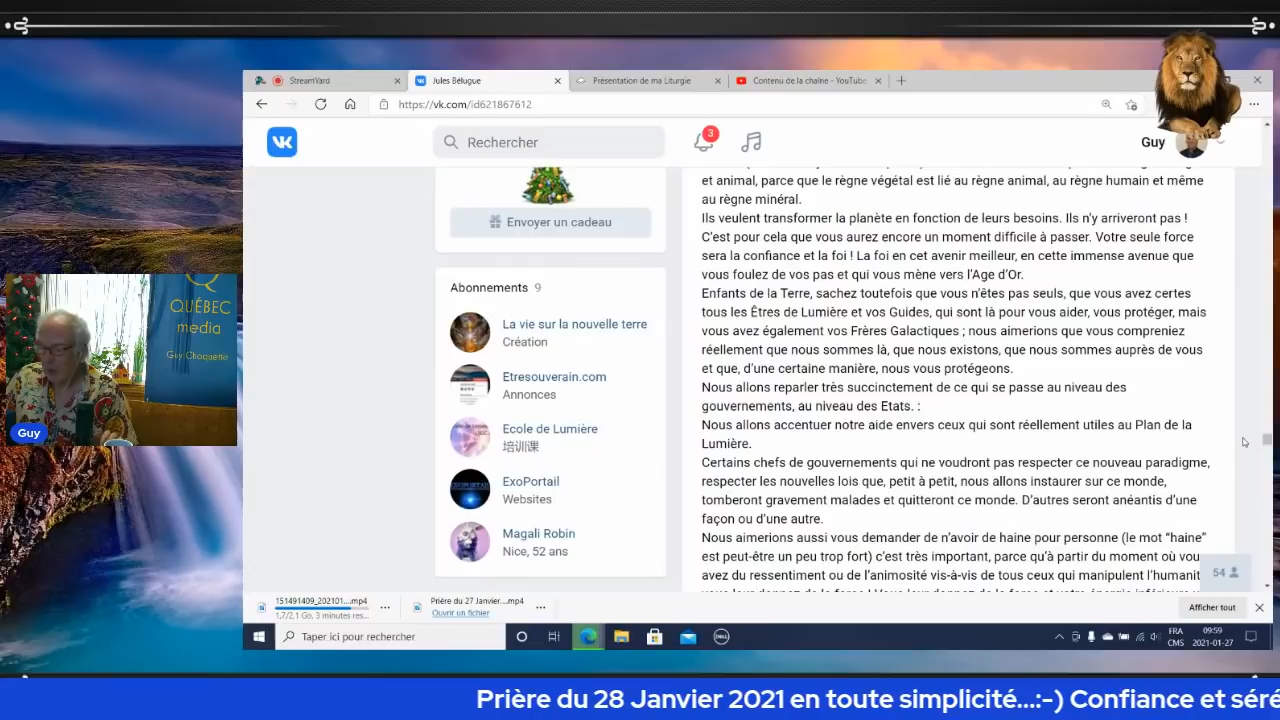 StreamYard
Jules Bélugue
Présentation de ma Liturgie
Contenu de la chaîne - YouTube
https://vk.com/id621867612
Rechercher
3
Guy
Envoyer un cadeau
Abonnements 9
La vie sur la nouvelle terre
Création
Etresouverain.com
Annonces
Ecole de Lumière
培训课
ExoPortail
Websites
Magali Robin
Nice, 52 ans
et animal, parce que le règne végétal est lié au règne animal, au règne humain et même
au règne minéral.
Ils veulent transformer la planète en fonction de leurs besoins. Ils n'y arriveront pas !
C'est pour cela que vous aurez encore un moment difficile à passer. Votre seule force
sera la confiance et la foi ! La foi en cet avenir meilleur, en cette immense avenue que
vous foulez de vos pas et qui vous mène vers l'Age d'Or.
Enfants de la Terre, sachez toutefois que vous n'êtes pas seuls, que vous avez certes
tous les Êtres de Lumière et vos Guides, qui sont là pour vous aider, vous protéger, mais
vous avez également vos Frères Galactiques ; nous aimerions que vous compreniez
réellement que nous sommes là, que nous existons, que nous sommes auprès de vous
et que, d'une certaine manière, nous vous protégeons.
Nous allons reparler très succinctement de ce qui se passe au niveau des
gouvernements, au niveau des Etats. :
Nous allons accentuer notre aide envers ceux qui sont réellement utiles au Plan de la
Lumière.
Certains chefs de gouvernements qui ne voudront pas respecter ce nouveau paradigme,
respecter les nouvelles lois que, petit à petit, nous allons instaurer sur ce monde,
tomberont gravement malades et quitteront ce monde. D'autres seront anéantis d'une
façon ou d'une autre.
Nous aimerions aussi vous demander de n'avoir de haine pour personne (le mot "haine"
est peut-être un peu trop fort) c'est très important, parce qu'à partir du moment où vou
avez du ressentiment ou de l'animosité vis-à-vis de tous ceux qui manipulent l'humanit
54
QUÉBEC
media
Guy Choquette
Guy
151491409_202101....mp4
1,7/2,1 Go, 3 minutes res...
Prière du 27 Janvier....mp4
Ouvrir un fichier
Afficher tout
Taper ici pour rechercher
DELL
FRA
CMS
09:59
2021-01-27
Prière du 28 Janvier 2021 en toute simplicité...:-) Confiance et séré